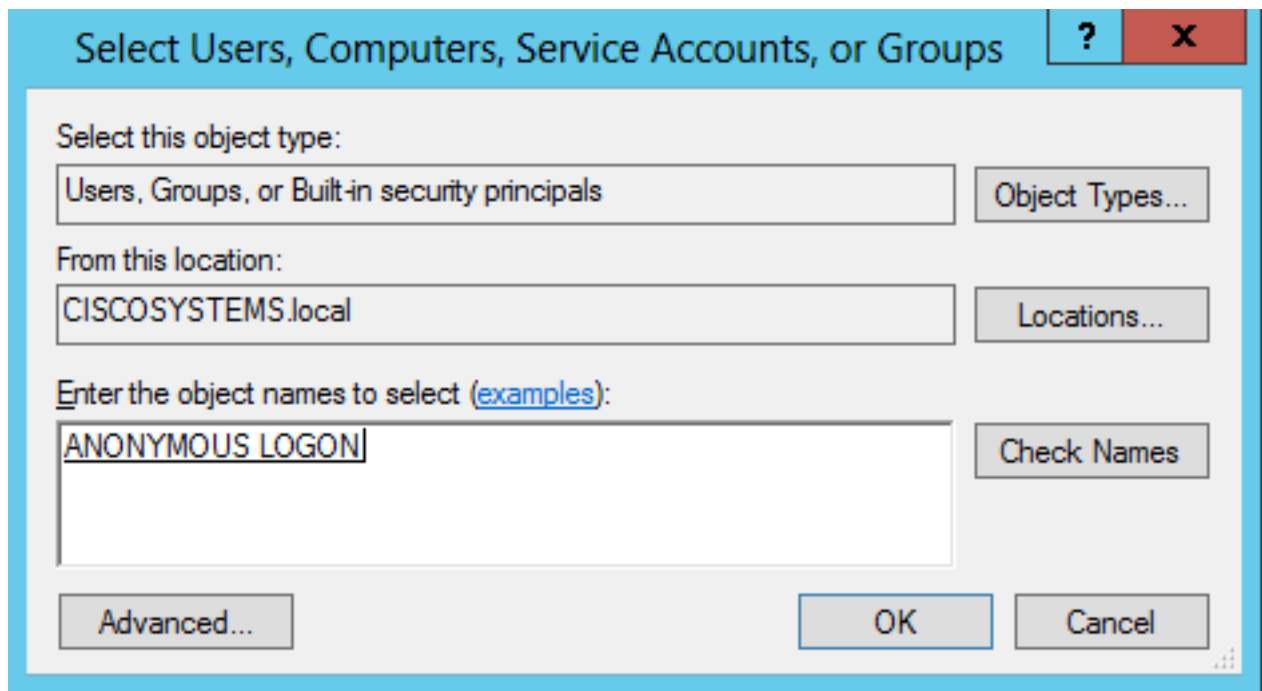 Select Users, Computers, Service Accounts, or Groups
? x
Select this object type:
Users, Groups, or Built-in security principals
Object Types...
From this location:
CISCOSYSTEMS.local
Locations...
Enter the object names to select (examples):
ANONYMOUS LOGON
Check Names
Advanced...
OK
Cancel